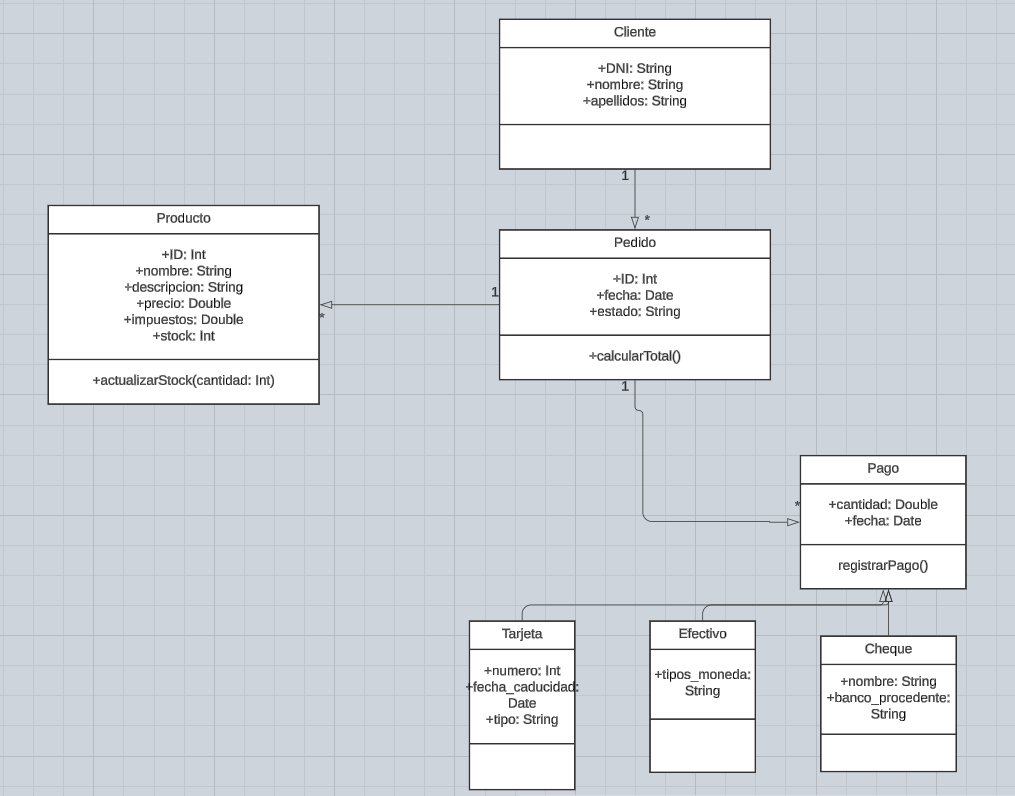 Cliente
+DNI: String
+nombre: String
+apellidos: String
1
*
Producto
+ID: Int
+nombre: String
+descripcion: String
+precio: Double
+impuestos: Double
+stock: Int
+actualizarStock(cantidad: Int)
*
1
Pedido
+ID: Int
+fecha: Date
+estado: String
+calcularTotal()
1
*
Pago
+cantidad: Double
+fecha: Date
registrarPago()
Tarjeta
+numero: Int
+fecha_caducidad:
Date
+tipo: String
Efectivo
+tipos_moneda:
String
Cheque
+nombre: String
+banco_procedente:
String